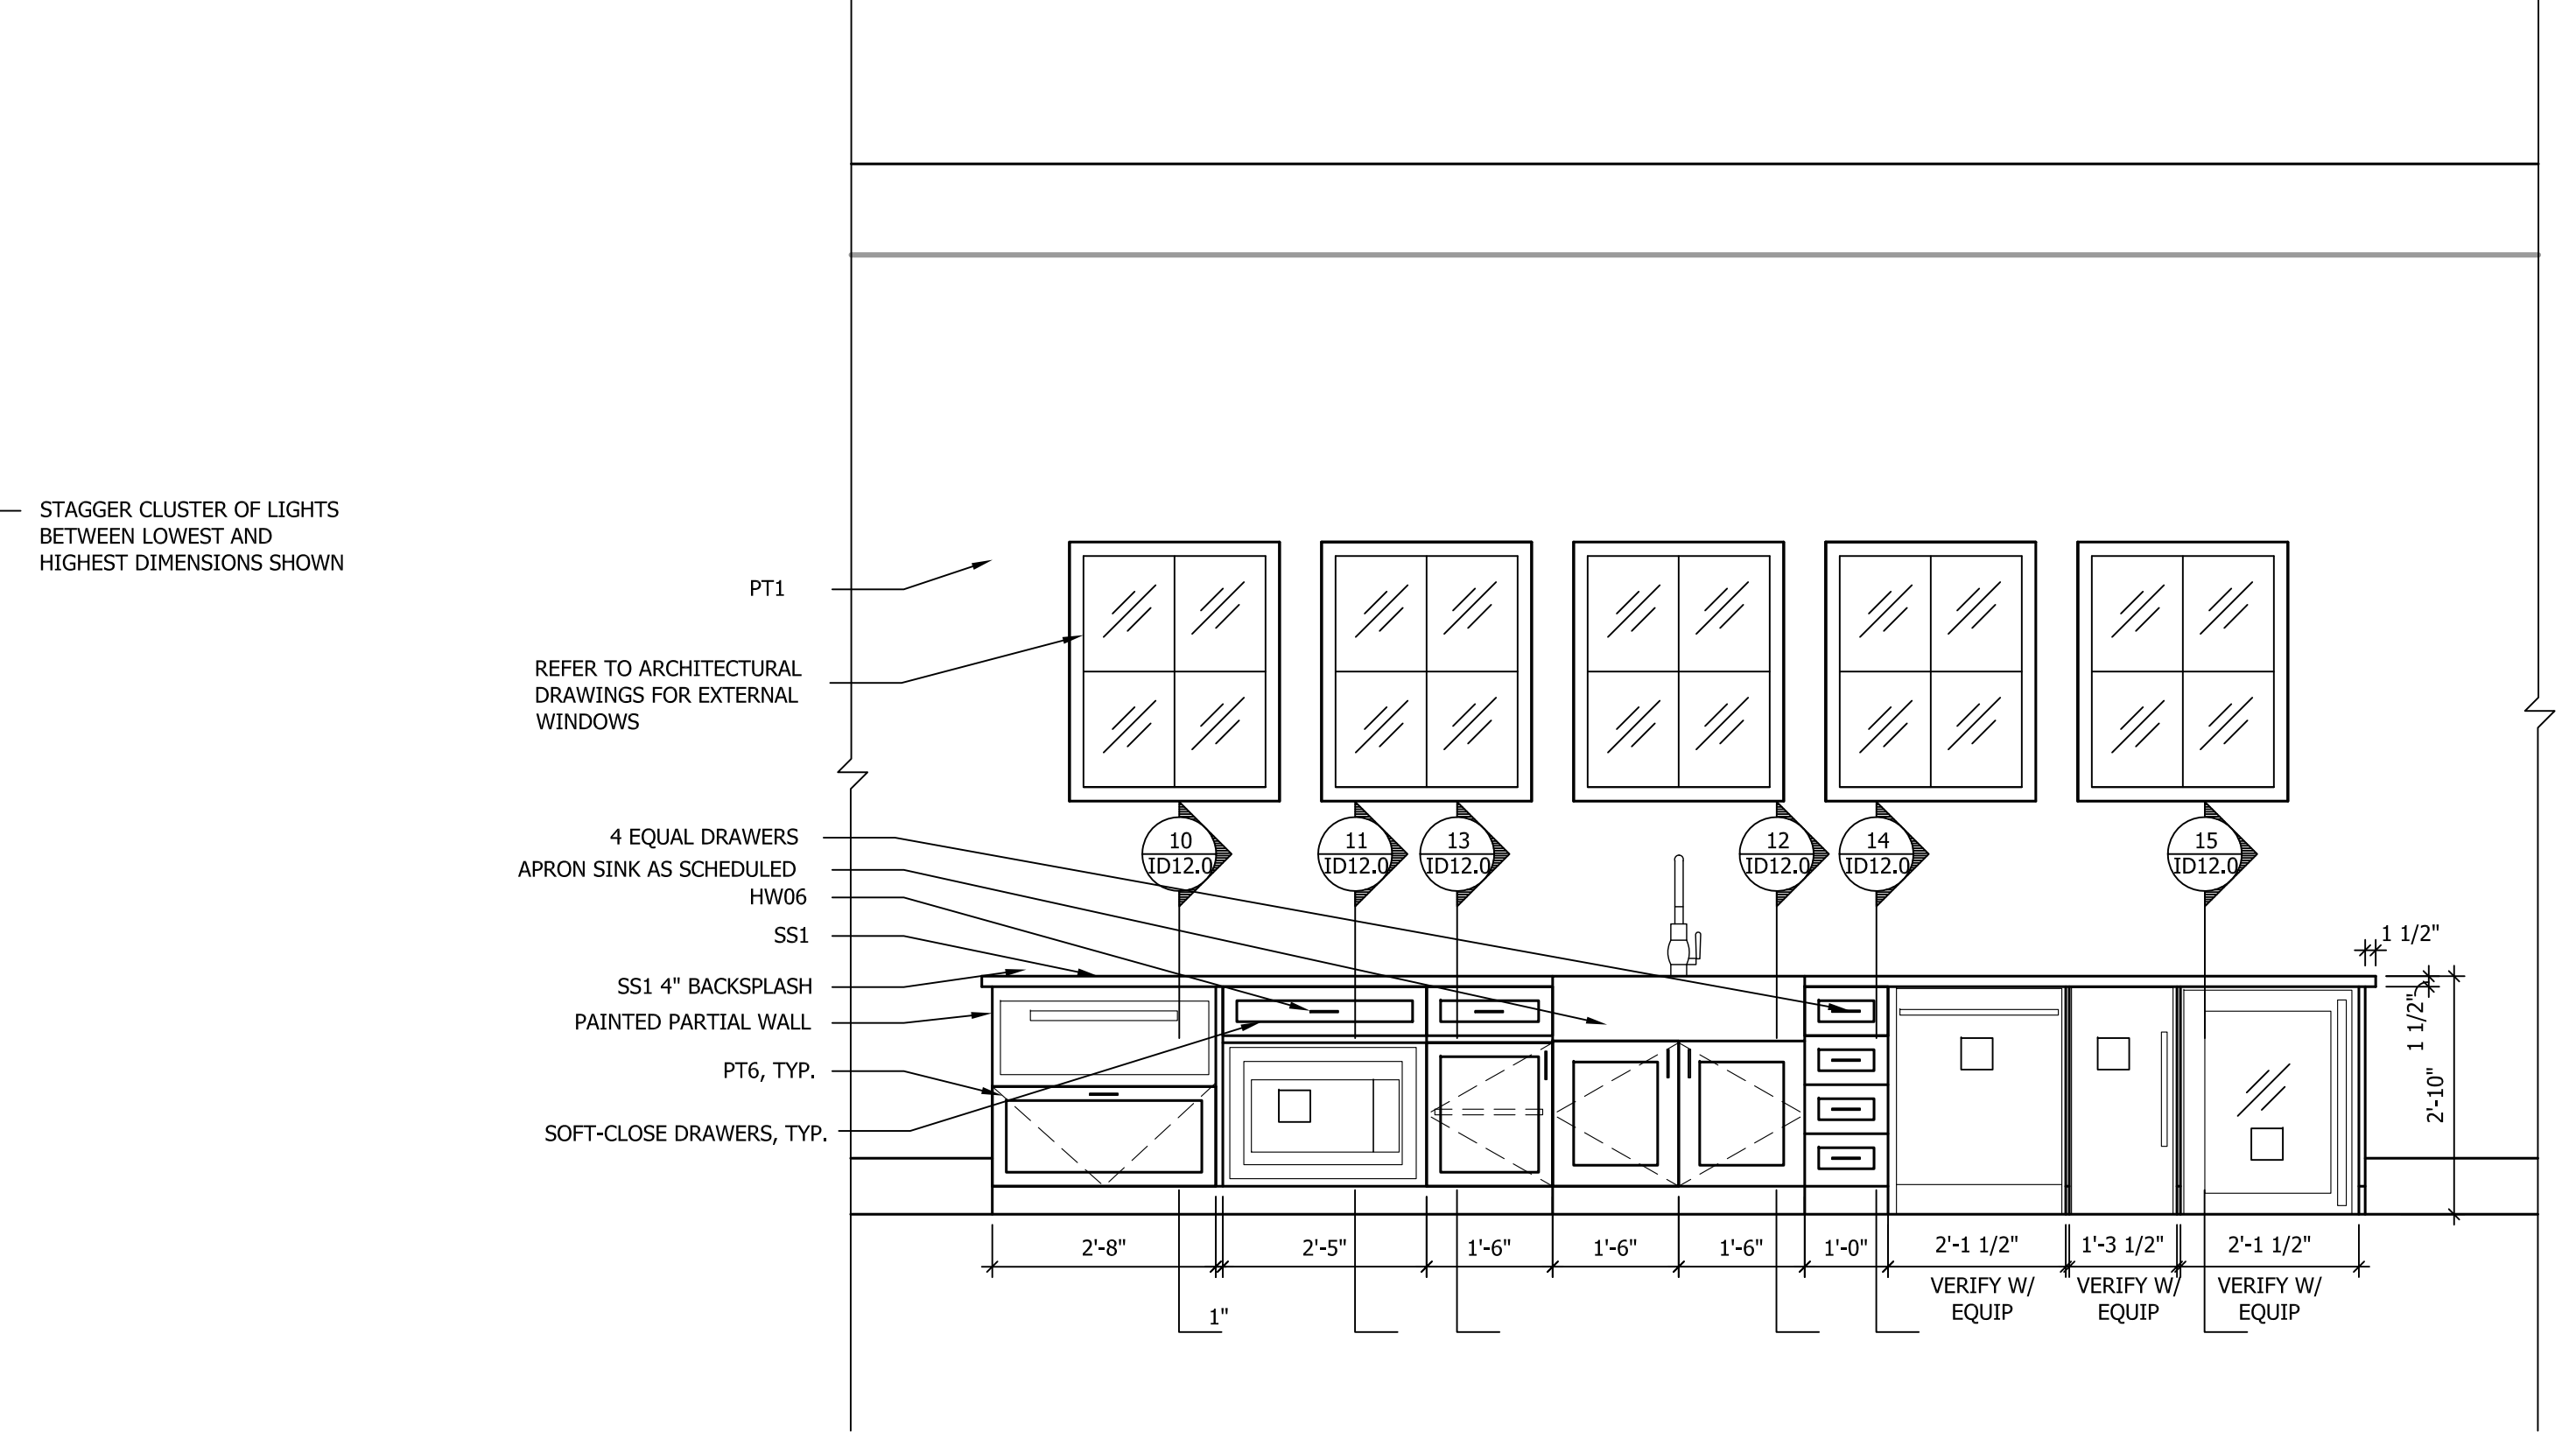 STAGGER CLUSTER OF LIGHTS
BETWEEN LOWEST AND
HIGHEST DIMENSIONS SHOWN
PT1
REFER TO ARCHITECTURAL
DRAWINGS FOR EXTERNAL
WINDOWS
4 EQUAL DRAWERS
APRON SINK AS SCHEDULED
HW06
SS1
SS1 4" BACKSPLASH
PAINTED PARTIAL WALL
PT6, TYP.
SOFT-CLOSE DRAWERS, TYP.
10
ID12.0
11
ID12.0
13
ID12.0
12
ID12.0
14
ID12.0
15
ID12.0
1 1/2"
1 1/2"
2'-10"
2'-8"
1"
2'-5"
1'-6"
1'-6"
1'-6"
1'-0"
2'-1 1/2"
VERIFY W/
EQUIP
1'-3 1/2"
VERIFY W/
EQUIP
2'-1 1/2"
VERIFY W/
EQUIP